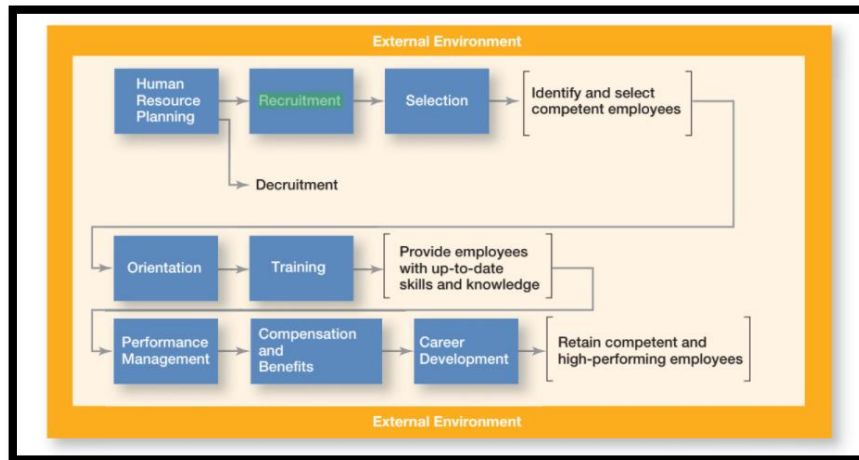 External Environment
Human
Resource
Planning
Recruitment
Selection
Identify and select
competent employees
Decruitment
Orientation
Training
Provide employees
with up-to-date
skills and knowledge
Performance
Management
Compensation
and
Benefits
Career
Development
Retain competent and
high-performing employees
External Environment